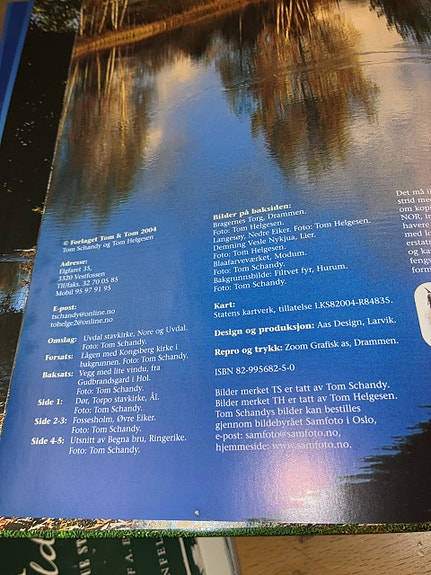 © Forlaget Tom & Tom 2004
Tom Schandy og Tom Helgesen
Adresse:
Elgfaret 35,
3320 Vestfossen
Tlf/faks. 32 70 05 85
Mobil 95 97 91 95
E-post:
tschandy@online.no
tohelge2@online.no
Omslag: Uvdal stavkirke, Nore og Uvdal.
Foto: Tom Schandy.
Forsats: Lågen med Kongsberg kirke i
bakgrunnen. Foto: Tom Schandy.
Baksats: Vegg med lite vindu, fra
Gudbrandsgard i Hol.
Foto: Tom Schandy.
Side 1: Dør, Torpo stavkirke, Ål.
Foto: Tom Schandy.
Side 2-3: Fossesholm, Øvre Eiker.
Foto: Tom Schandy.
Side 4-5: Utsnitt av Begna bru, Ringerike.
Foto: Tom Schandy.
Bilder på baksiden:
Bragernes Torg, Drammen.
Foto: Tom Helgesen.
Langesøy, Nedre Eiker. Foto: Tom Helgesen.
Demning Vesle Nykjua, Lier.
Foto: Tom Helgesen.
Blaafarveværket, Modum.
Foto: Tom Schandy.
Bakgrunnsbilde: Filtvet fyr, Hurum.
Foto: Tom Schandy.
Kart:
Statens kartverk, tillatelse LKS82004-R84835.
Design og produksjon: Aas Design, Larvik.
Repro og trykk: Zoom Grafisk as, Drammen.
ISBN 82-995682-5-0
Bilder merket TS er tatt av Tom Schandy.
Bilder merket TH er tatt av Tom Helgesen.
Tom Schandys bilder kan bestilles
gjennom bildebyrået Samfoto i Oslo,
e-post: samfoto@samfoto.no,
hjemmeside: www.samfoto.no.
Det må i
strid me
om kop
NOR, in
havere
med lo
erstat
og ka
feng
form